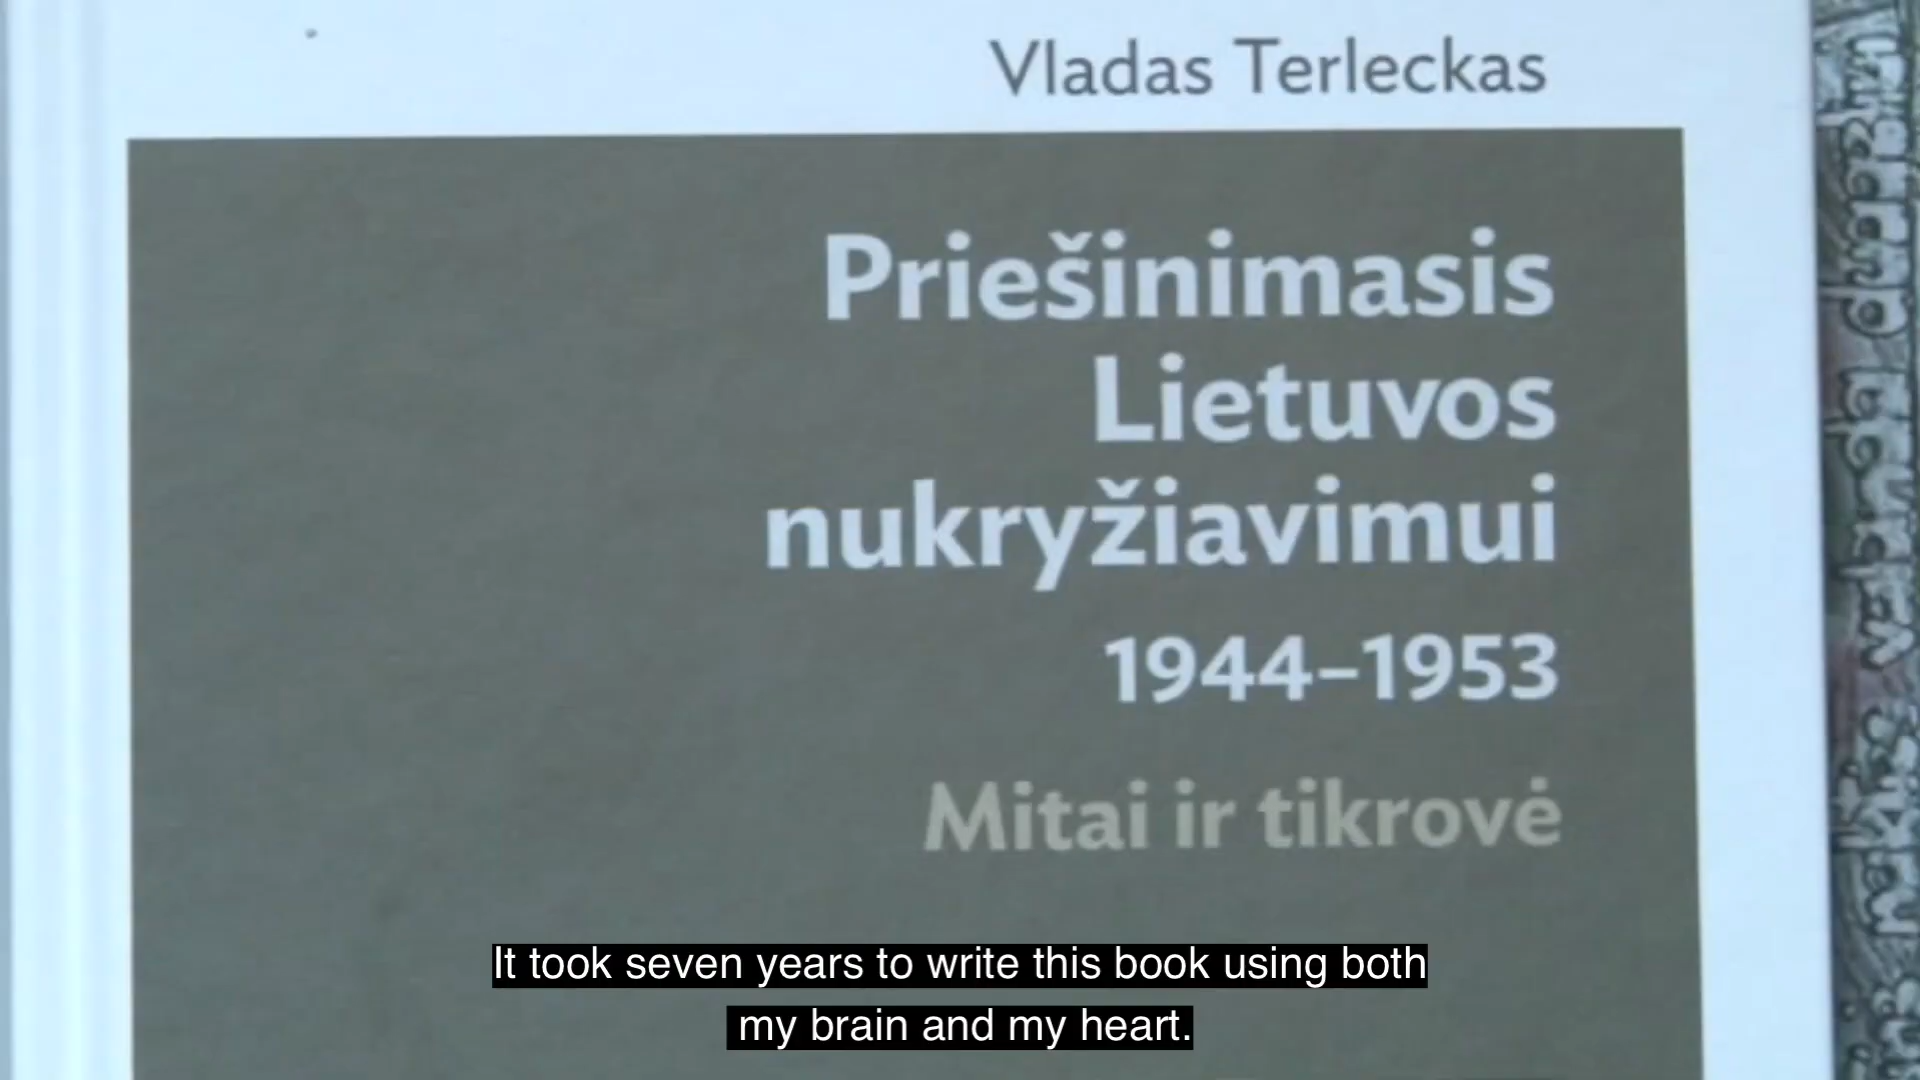 Vladas Terleckas
Priešinimasis
Lietuvos
nukryžiavimui
1944–1953
Mitai ir tikrovė
It took seven years to write this book using both
my brain and my heart.